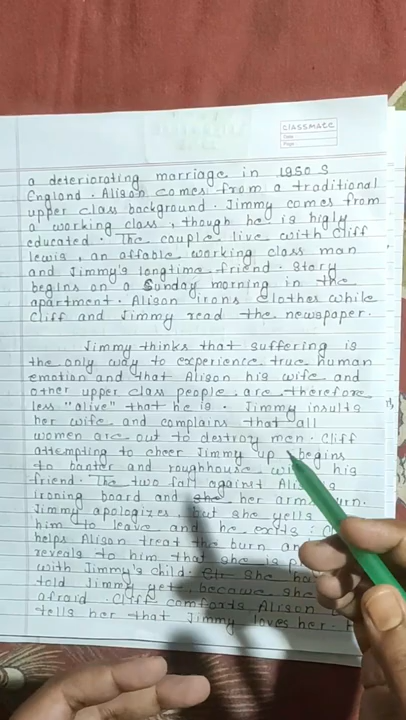 CLASSMATE
Date
Page
a deteriorating marriage in 1950 s
England. Alison comes from a traditional
upper class background. Jimmy comes from
a working class, though he is higly
educated. The couple live with cliff
lewis, an affable working class man
and Jimmy's longtime friend. Story
begins on a Sunday morning in the
apartment. Alison irons clothes while
Cliff and Jimmy read the newspaper.
Jimmy thinks that suffering is
the only way to experience true human
emotion and that Alison his wife and
other upper class people are therefore
less "alive" that he is. Jimmy insults
her wife and complains that all
women are out to destroy men. Cliff
attempting to cheer Jimmy up, begins
to banter and roughhouse his
friend. The two fall against
ironing board and she her arm burn.
Jimmy apologizes, but she yells
him to leave and he exits.
helps Alison treat the burn
reveals to him that she is
with Jimmy's child. She
told Jimmy yet, because she
afraid. Cliff comforts Alison
tells her that Jimmy loves her.